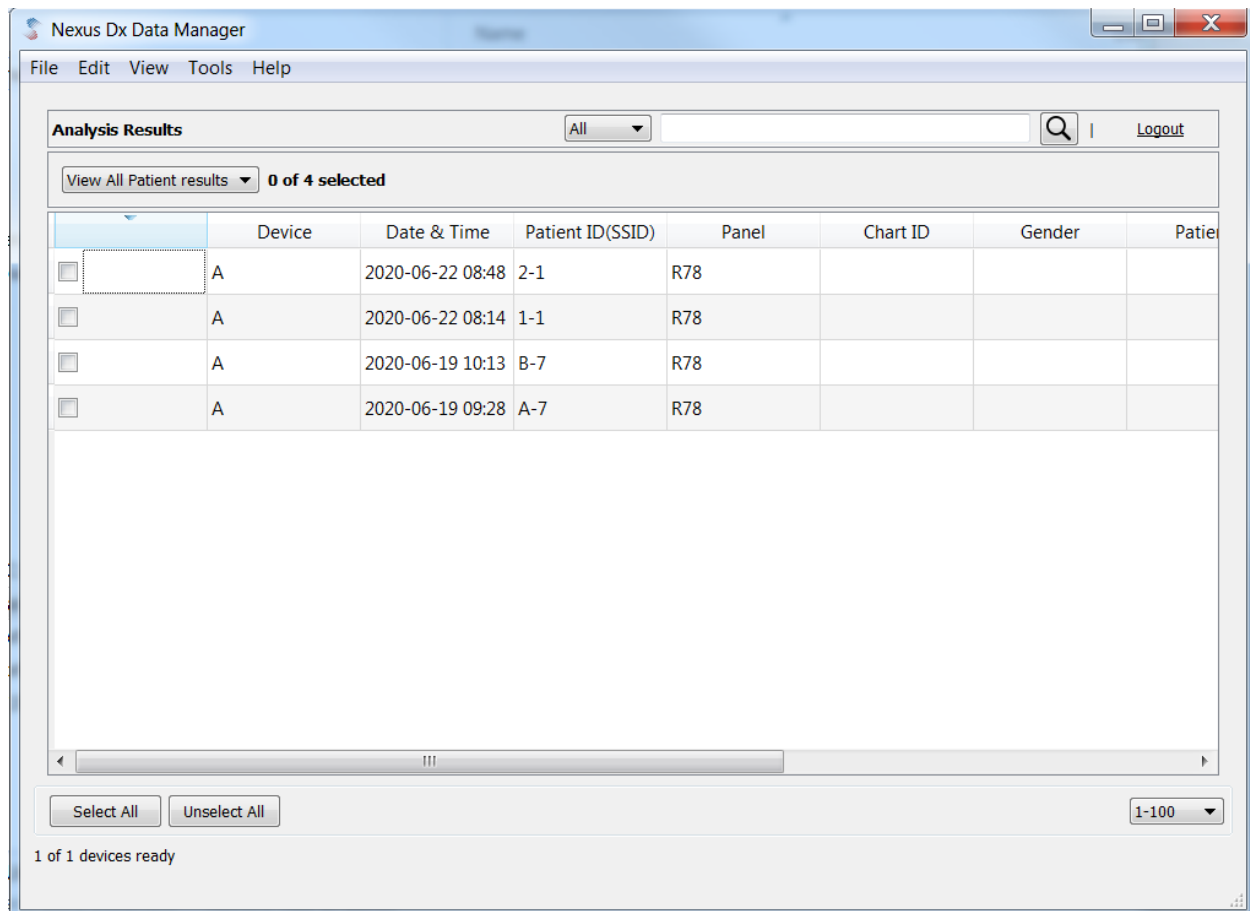 Nexus Dx Data Manager
File Edit View Tools Help
Analysis Results All | Logout
View All Patient results 0 of 4 selected
Device Date & Time Patient ID(SSID) Panel Chart ID Gender Patien
A 2020-06-22 08:48 2-1 R78
A 2020-06-22 08:14 1-1 R78
A 2020-06-19 10:13 B-7 R78
A 2020-06-19 09:28 A-7 R78
Select All Unselect All 1-100
1 of 1 devices ready